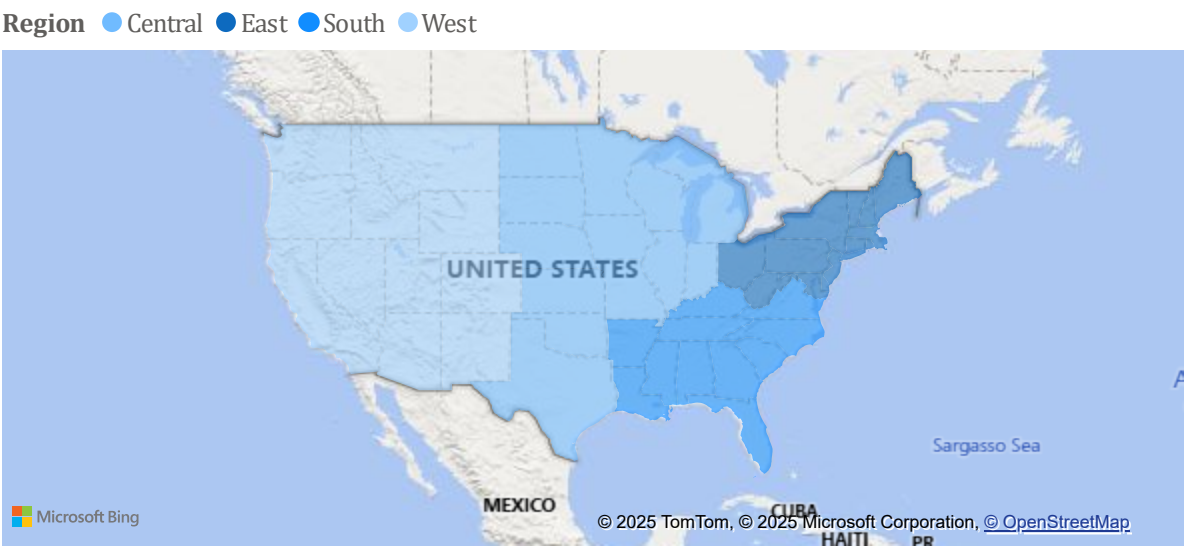 Region Central East South West
UNITED STATES
Sargasso Sea
MEXICO
CUBA
Microsoft Bing
© 2025 TomTom, © 2025 Microsoft Corporation, © OpenStreetMap
HAITI
PR